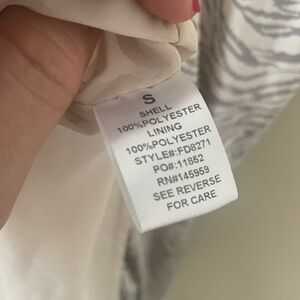 S
SHELL
100%POLYESTER
LINING
100%POLYESTER
STYLE#:FD8271
PO#:11852
RN#145959
SEE REVERSE
FOR CARE